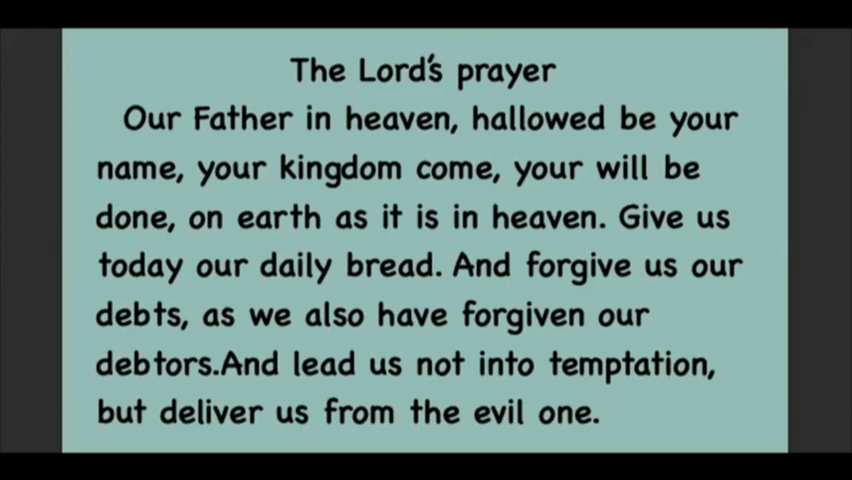 The Lord's prayer
Our Father in heaven, hallowed be your
name, your kingdom come, your will be
done, on earth as it is in heaven. Give us
today our daily bread. And forgive us our
debts, as we also have forgiven our
debtors.And lead us not into temptation,
but deliver us from the evil one.